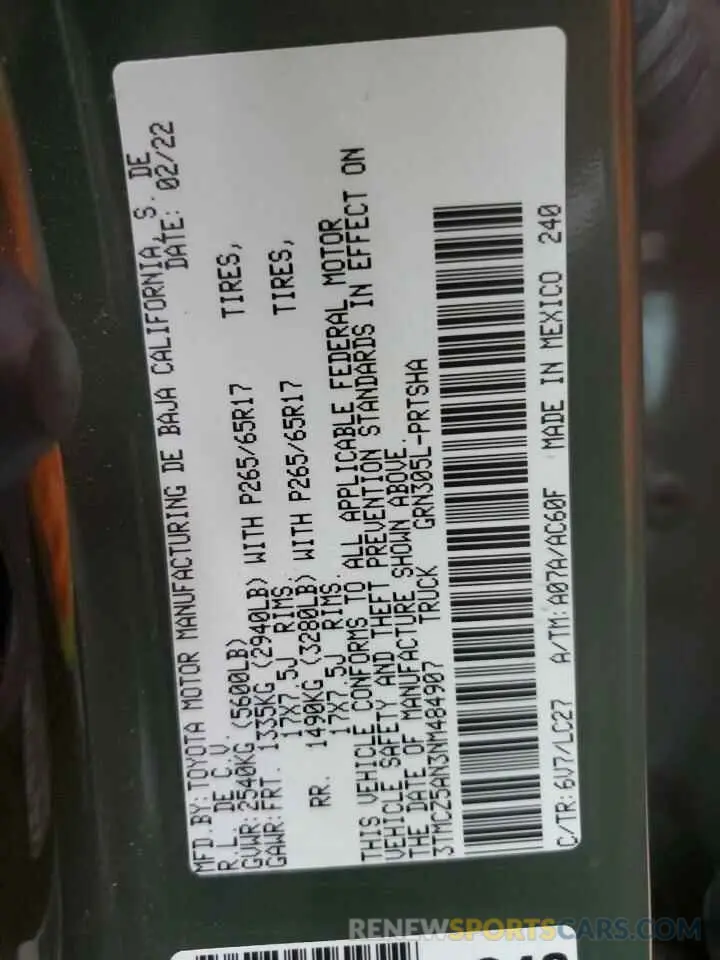 MFD.BY:TOYOTA MOTOR MANUFACTURING DE BAJA CALIFORNIA, S. DE
R.L. DE C.V. DATE: 02/22
GVWR:2540KG (5600LB)
GAWR:FRT. 1335KG (2940LB) WITH P265/65R17 TIRES,
17X7.5J RIMS.
RR. 1490KG (3280LB) WITH P265/65R17 TIRES,
17X7.5J RIMS.
THIS VEHICLE CONFORMS TO ALL APPLICABLE FEDERAL MOTOR
VEHICLE SAFETY AND THEFT PREVENTION STANDARDS IN EFFECT ON
THE DATE OF MANUFACTURE SHOWN ABOVE.
3TMCZ5AN3NM484907 TRUCK GRN305L-PRTSHA
C/TR:6V7/LC27 A/TM:A07A/AC60F MADE IN MEXICO 240
RENEWSPORTSCARS.COM